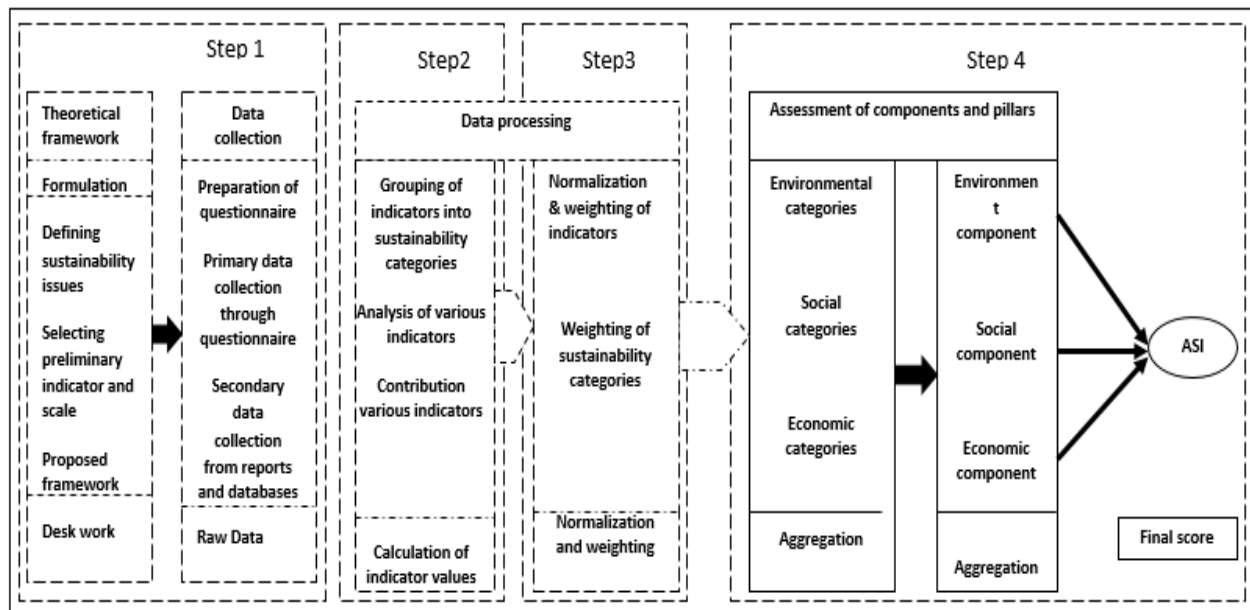 Step 1
Theoretical
framework
Formulation
Defining
sustainability
issues
Selecting
preliminary
indicator and
scale
Proposed
framework
Desk work
Data
collection
Preparation of
questionnaire
Primary data
collection
through
questionnaire
Secondary
data
collection
from reports
and databases
Raw Data
Step2
Step3
Data processing
Grouping of
indicators into
sustainability
categories
Analysis of various
indicators
Contribution
various indicators
Calculation of
indicator values
Normalization
& weighting of
indicators
Weighting of
sustainability
categories
Normalization
and weighting
Step 4
Assessment of components and pillars
Environmental
categories
Social
categories
Economic
categories
Aggregation
Environmen
t
component
Social
component
Economic
component
Aggregation
ASI
Final score